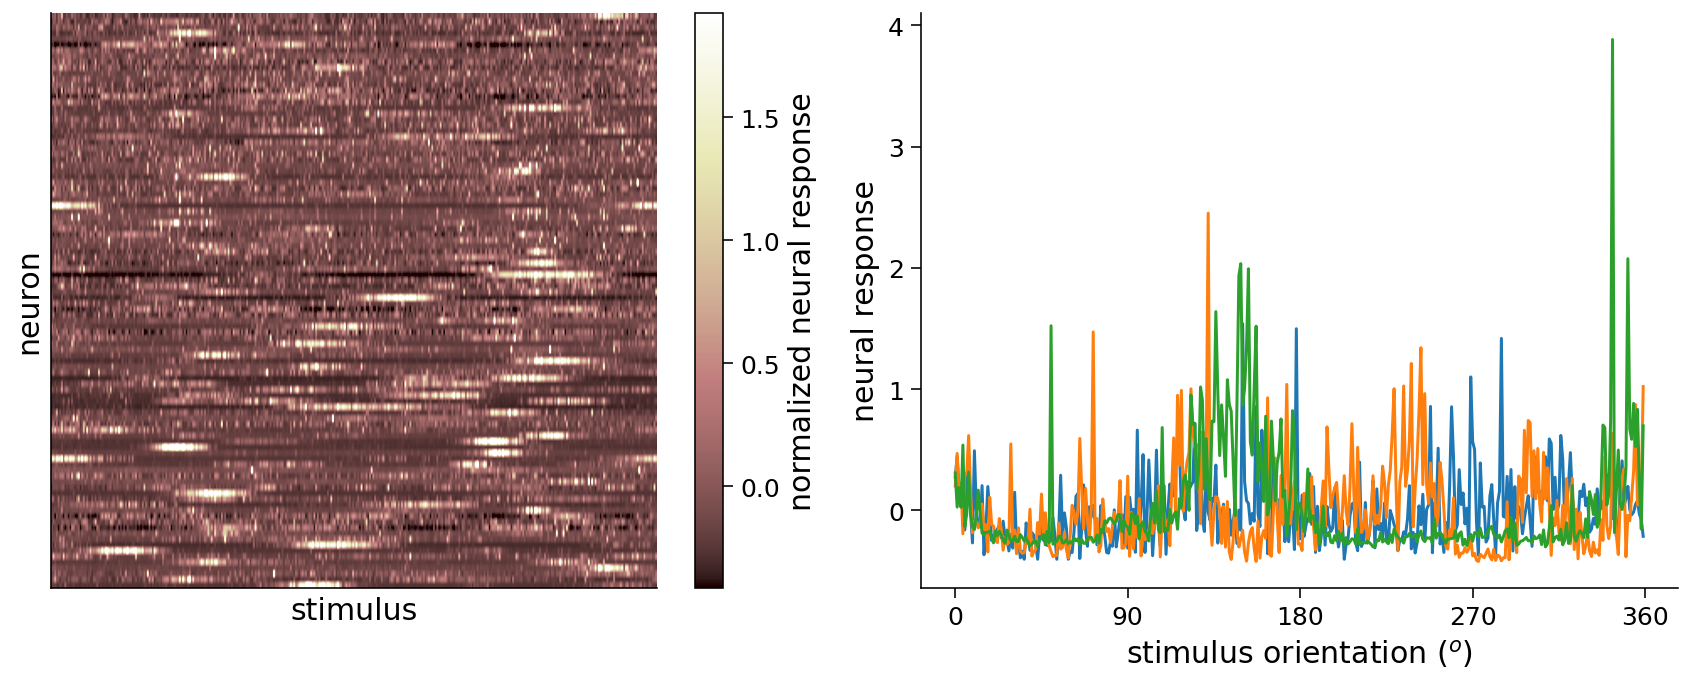 neuron
stimulus
1.5
1.0
0.5
0.0
normalized neural response
4
3
2
1
0
neural response
0 90 180 270 360
stimulus orientation (°)